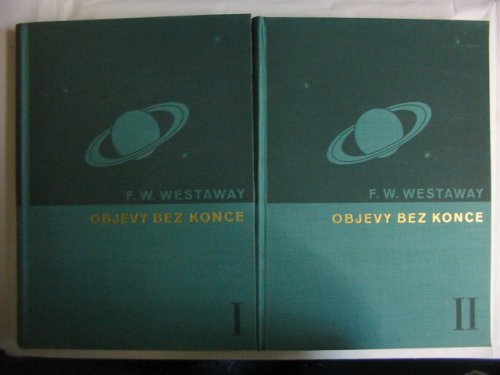 F. W. WESTAWAY
OBJEVY BEZ KONCE
I
F. W. WESTAWAY
OBJEVY BEZ KONCE
II